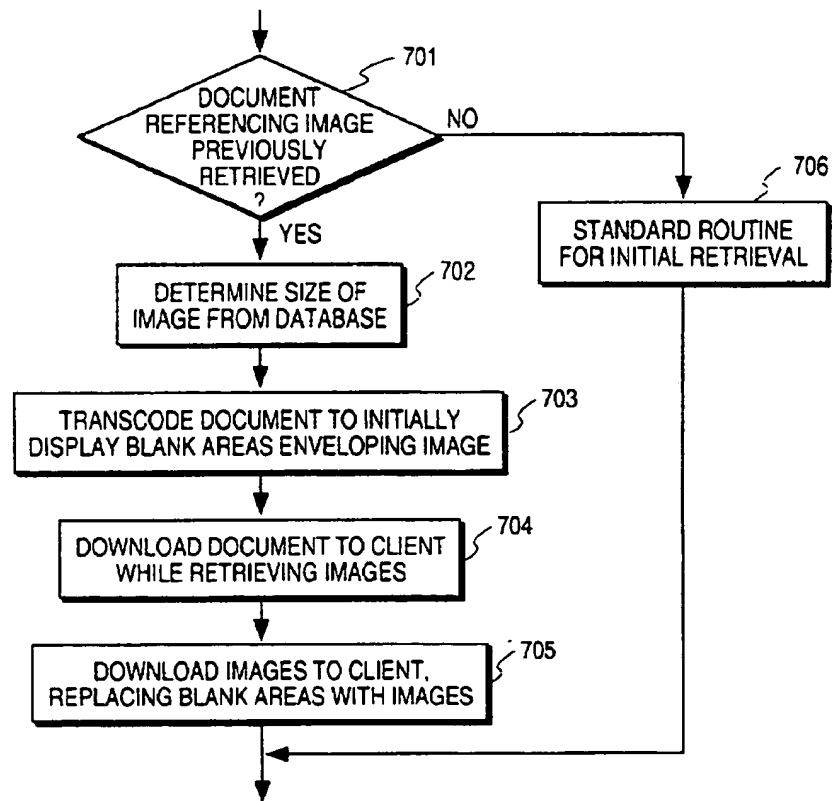 701
DOCUMENT
REFERENCING IMAGE
PREVIOUSLY
RETRIEVED
?
NO
YES
706
STANDARD ROUTINE
FOR INITIAL RETRIEVAL
702
DETERMINE SIZE OF
IMAGE FROM DATABASE
703
TRANSCODE DOCUMENT TO INITIALLY
DISPLAY BLANK AREAS ENVELOPING IMAGE
704
DOWNLOAD DOCUMENT TO CLIENT
WHILE RETRIEVING IMAGES
705
DOWNLOAD IMAGES TO CLIENT,
REPLACING BLANK AREAS WITH IMAGES